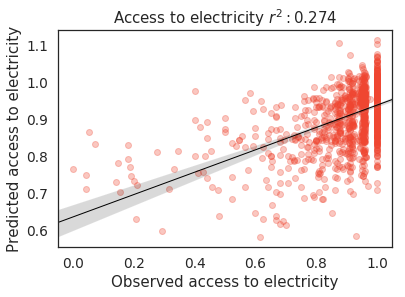 Access to electricity r²: 0.274
Predicted access to electricity
1.1
1.0
0.9
0.8
0.7
0.6
0.0 0.2 0.4 0.6 0.8 1.0
Observed access to electricity